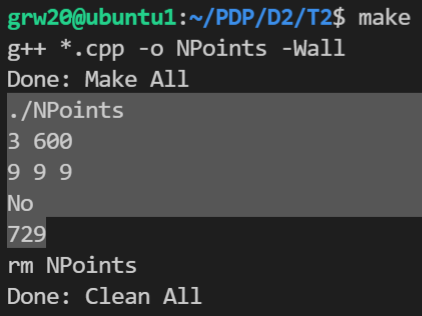 grw20@ubuntu1:~/PDP/D2/T2$ make
g++ *.cpp -o NPoints -Wall
Done: Make All
./NPoints
3 600
9 9 9
No
729
rm NPoints
Done: Clean All